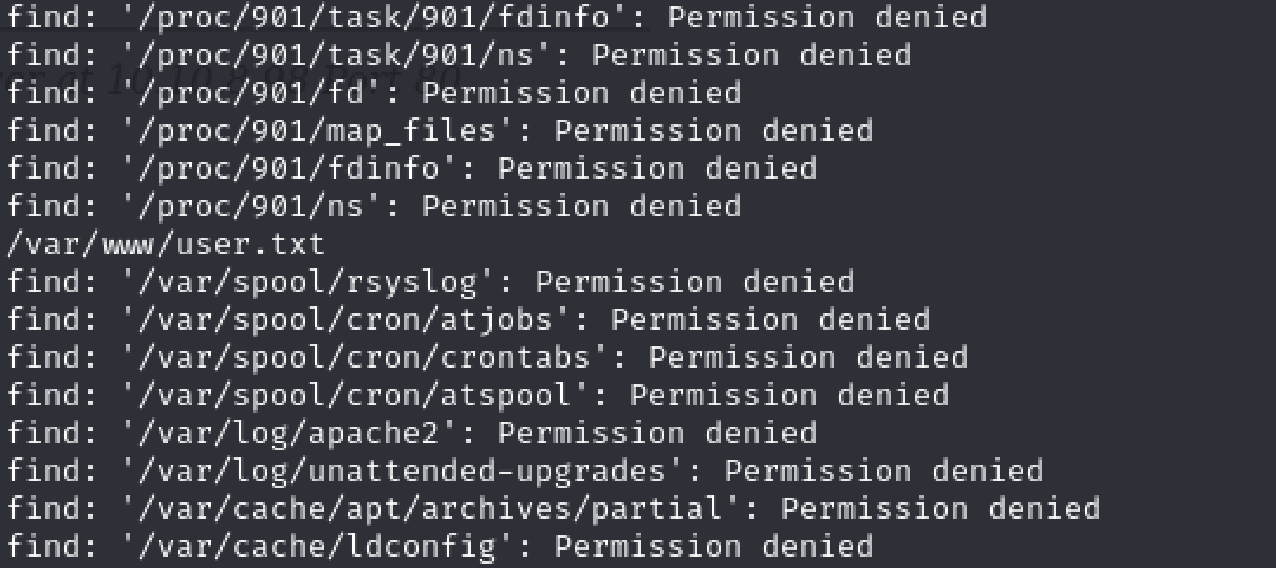 find: '/proc/901/task/901/fdinfo': Permission denied
find: '/proc/901/task/901/ns': Permission denied
find: '/proc/901/fd': Permission denied
find: '/proc/901/map_files': Permission denied
find: '/proc/901/fdinfo': Permission denied
find: '/proc/901/ns': Permission denied
/var/www/user.txt
find: '/var/spool/rsyslog': Permission denied
find: '/var/spool/cron/atjobs': Permission denied
find: '/var/spool/cron/crontabs': Permission denied
find: '/var/spool/cron/atspool': Permission denied
find: '/var/log/apache2': Permission denied
find: '/var/log/unattended-upgrades': Permission denied
find: '/var/cache/apt/archives/partial': Permission denied
find: '/var/cache/ldconfig': Permission denied